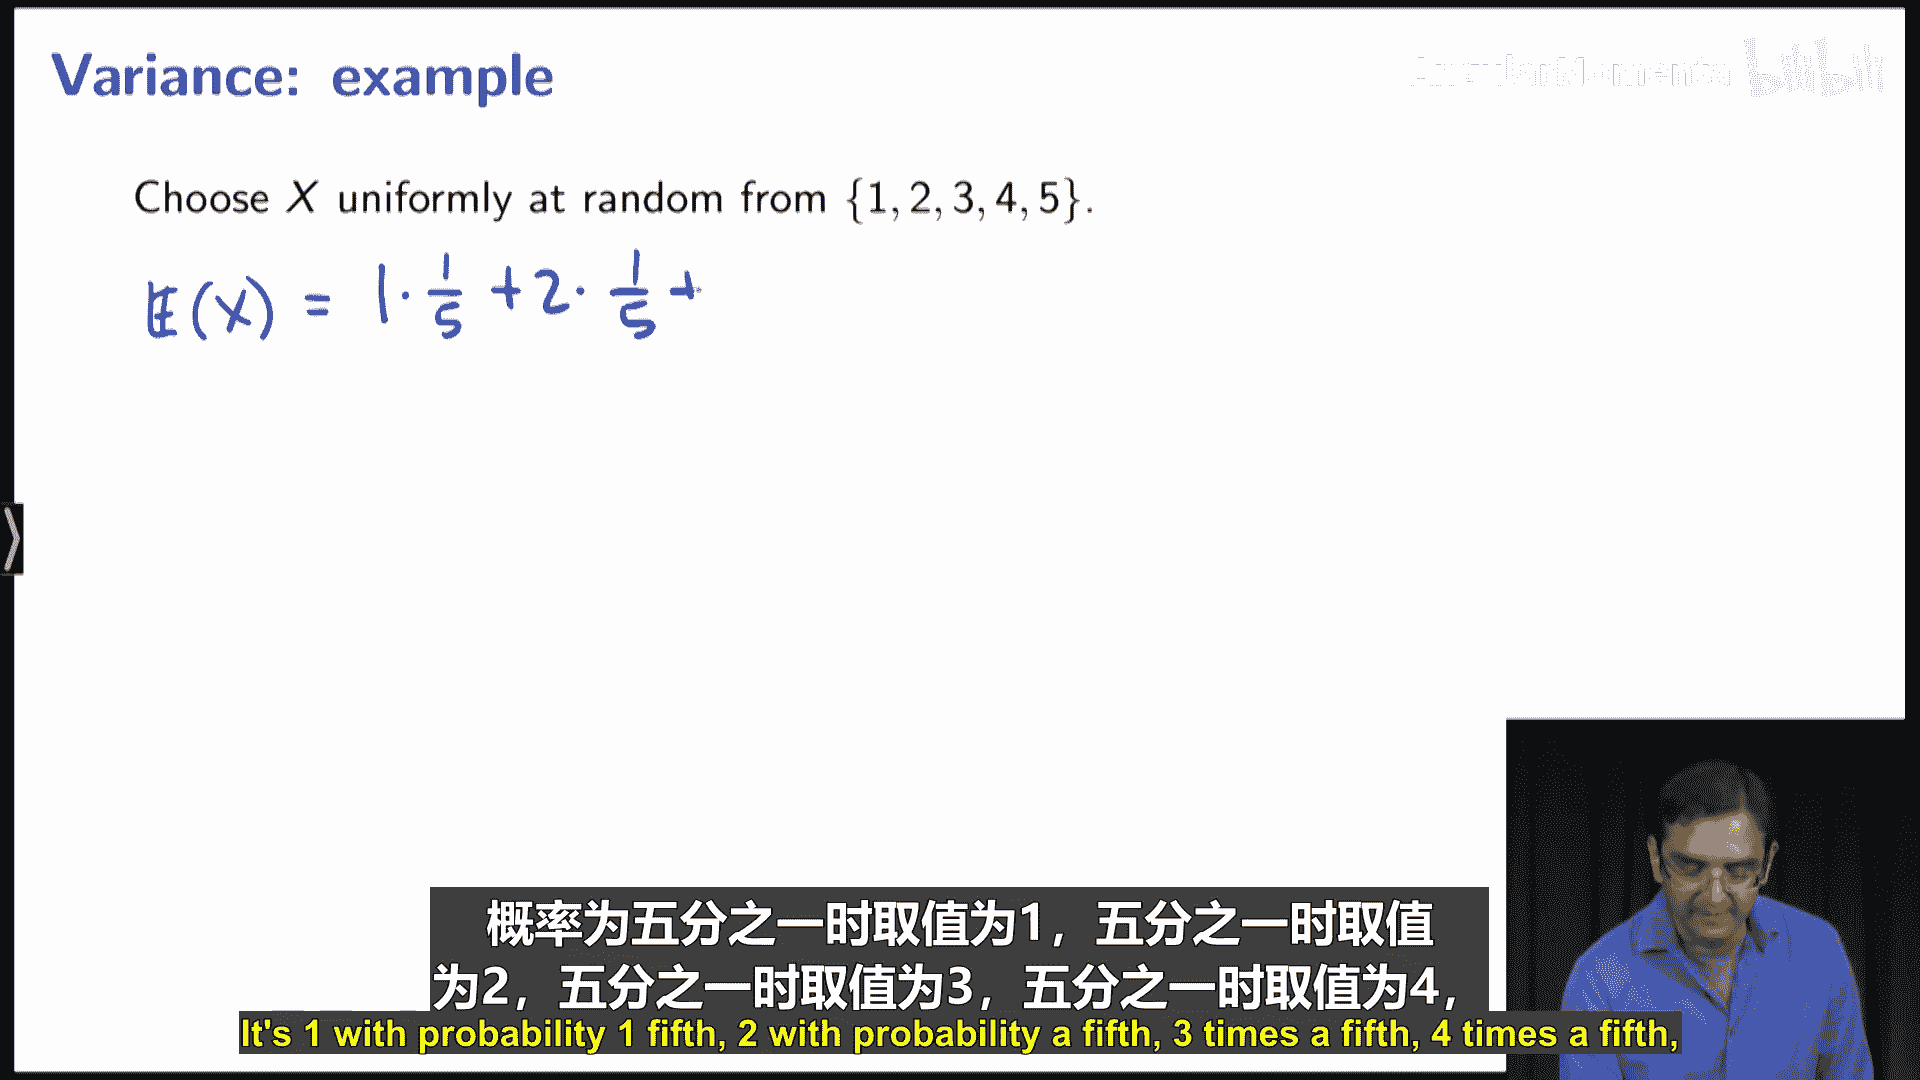 Variance: example
bilibili
Choose X uniformly at random from {1, 2, 3, 4, 5}.
𝔼(X) = 1 · 1/5 + 2 · 1/5 +
概率为五分之一时取值为1，五分之一时取值
为2，五分之一时取值为3，五分之一时取值为4，
It's 1 with probability 1 fifth, 2 with probability a fifth, 3 times a fifth, 4 times a fifth,